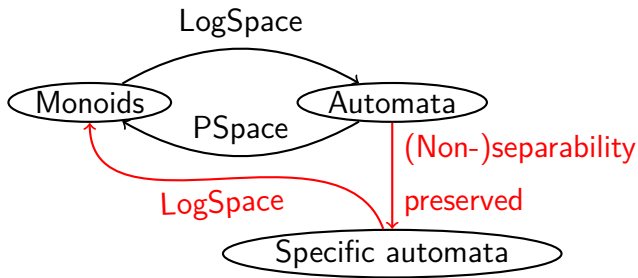 LogSpace
Monoids
Automata
PSpace
(Non-)separability
preserved
LogSpace
Specific automata